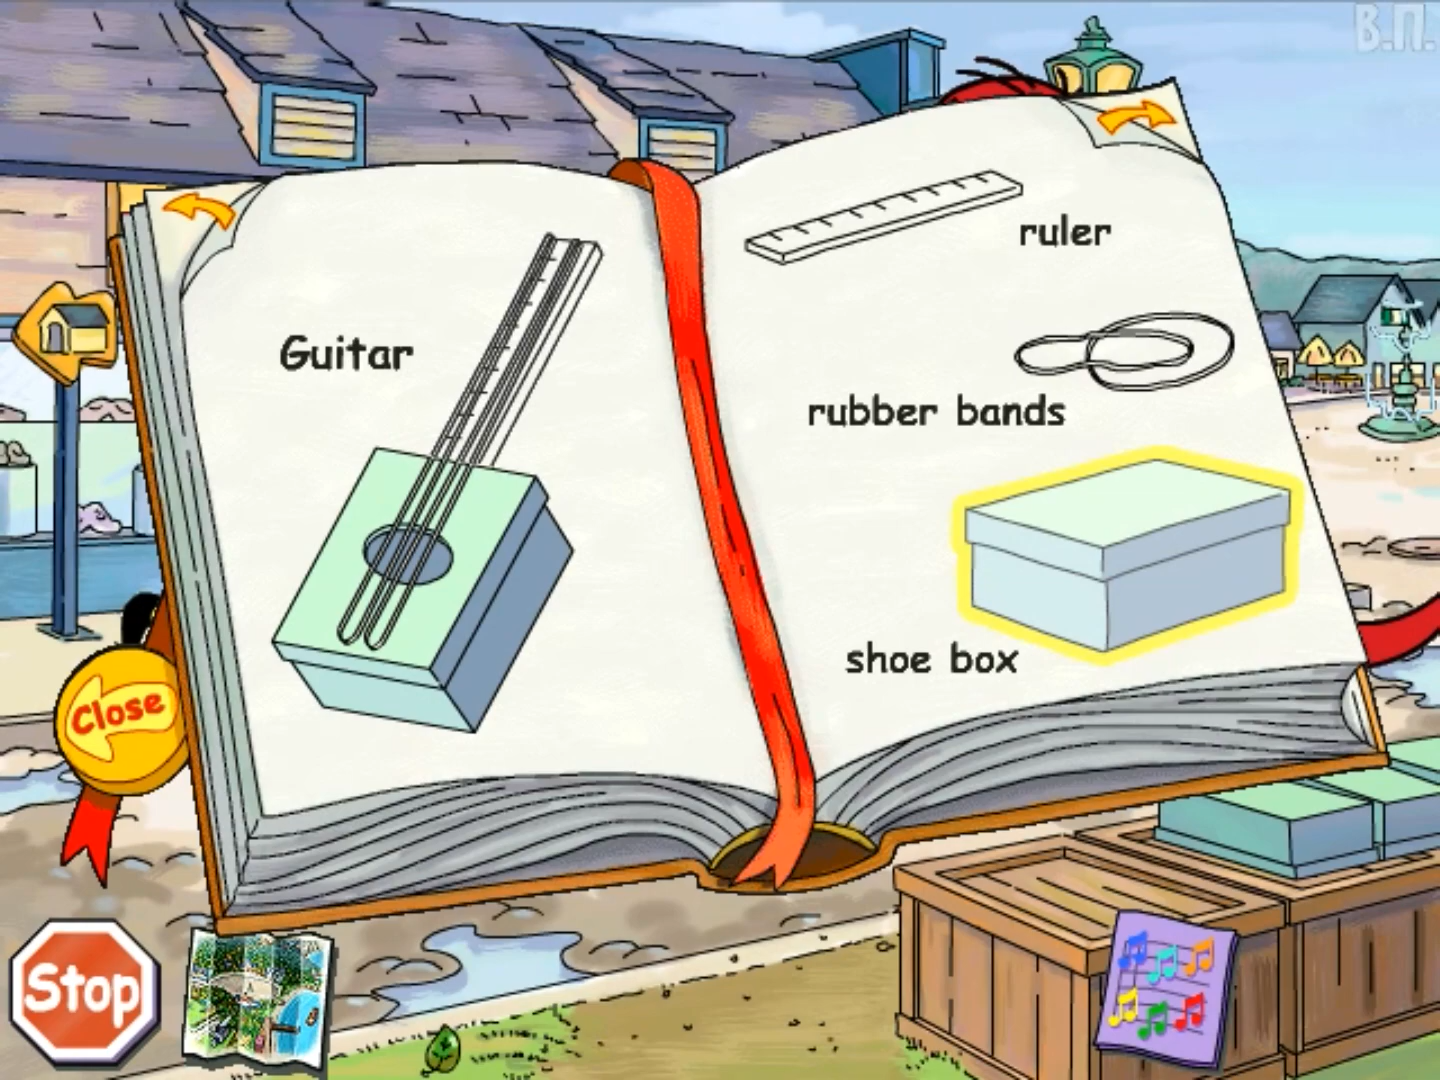 В.П.
ruler
Guitar
rubber bands
shoe box
Close
Stop